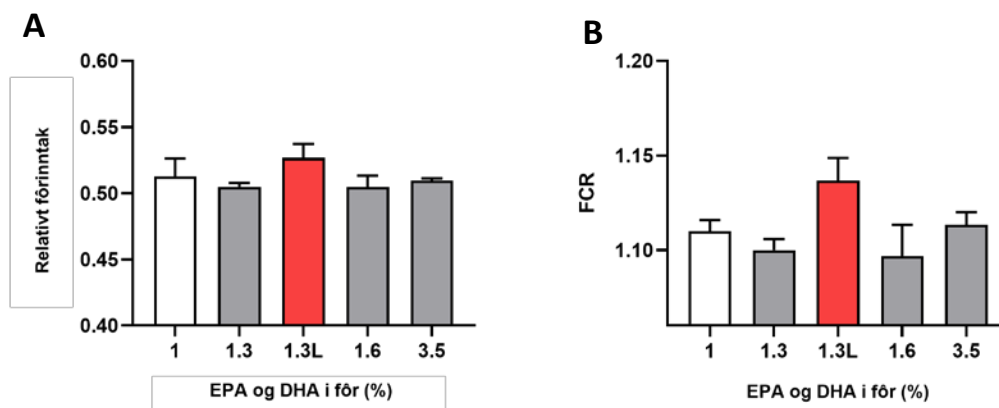 A
Relativt fôrinntak
0.60
0.55
0.50
0.45
0.40
1 1.3 1.3L 1.6 3.5
EPA og DHA i fôr (%)
B
FCR
1.20
1.15
1.10
1 1.3 1.3L 1.6 3.5
EPA og DHA i fôr (%)